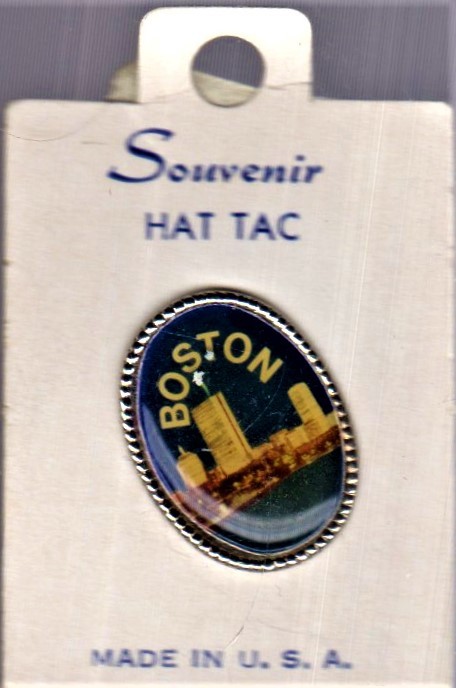 Souvenir
HAT TAC
BOSTON
MADE IN U. S. A.